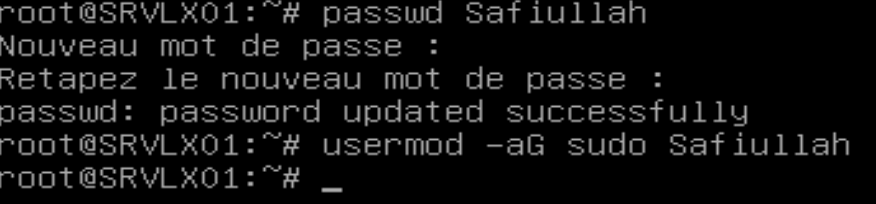 root@SRVLX01:~# passwd Safiullah
Nouveau mot de passe :
Retapez le nouveau mot de passe :
passwd: password updated successfully
root@SRVLX01:~# usermod -aG sudo Safiullah
root@SRVLX01:~# _